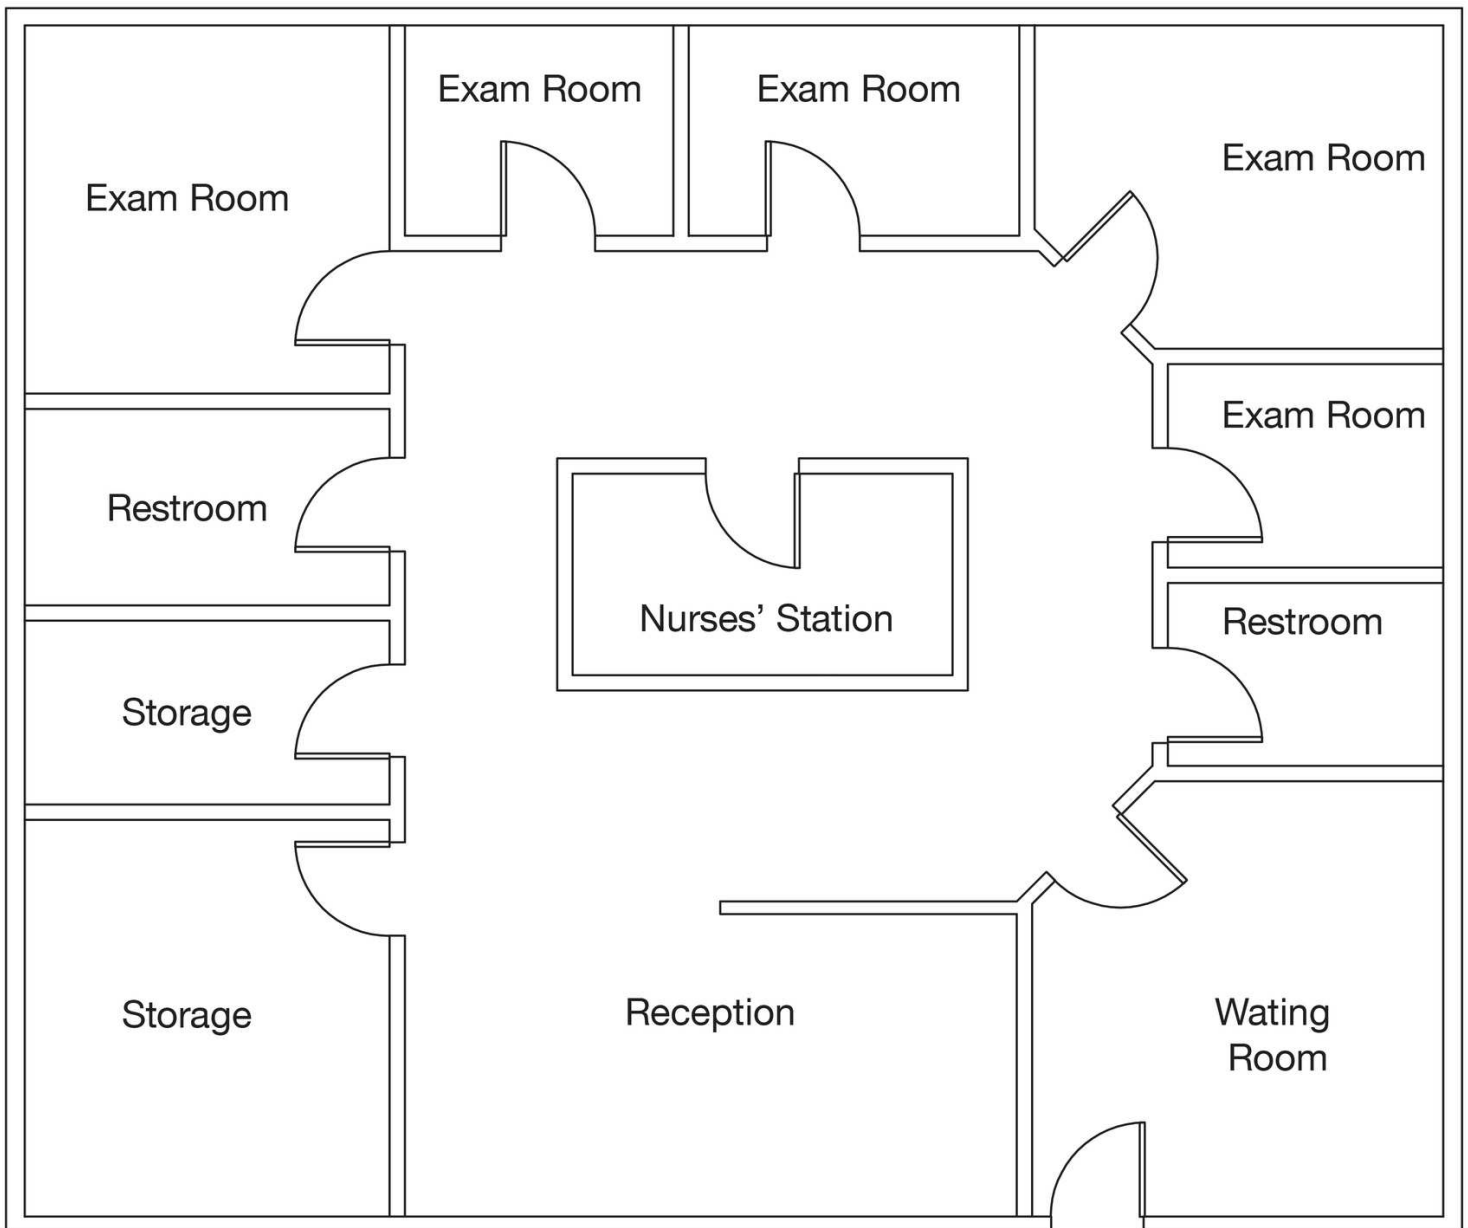 Exam Room
Exam Room
Exam Room
Exam Room
Exam Room
Restroom
Nurses’ Station
Restroom
Storage
Storage
Reception
Wating
Room